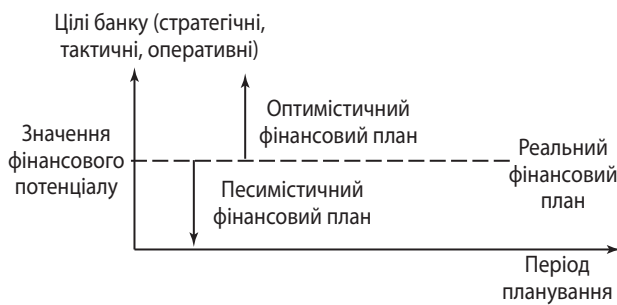 Цілі банку (стратегічні,
тактичні, оперативні)
Оптимістичний
фінансовий план
Значення
фінансового
потенціалу
Реальний
фінансовий
план
Песимістичний
фінансовий план
Період
планування